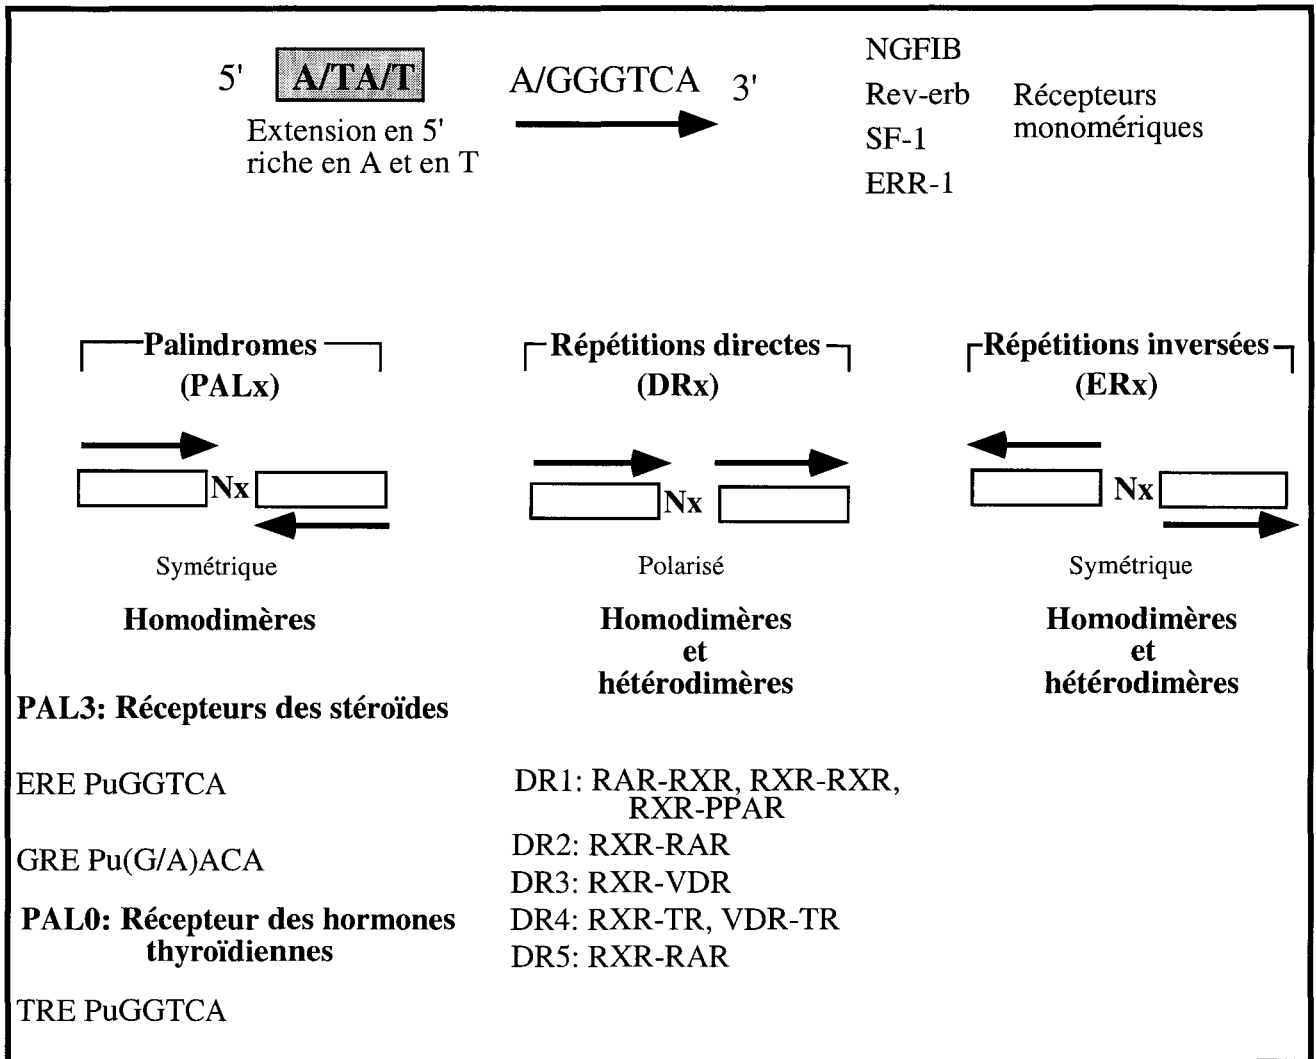 5' A/TA/T A/GGGTCA 3'
Extension en 5'
riche en A et en T
NGFIB
Rev-erb
SF-1
ERR-1
Récepteurs
monomériques
Palindromes
(PALx)
Nx
Symétrique
Homodimères
Répétitions directes
(DRx)
Nx
Polarisé
Homodimères
et
hétérodimères
Répétitions inversées
(ERx)
Nx
Symétrique
Homodimères
et
hétérodimères
PAL3: Récepteurs des stéroïdes
ERE PuGGTCA
GRE Pu(G/A)ACA
PAL0: Récepteur des hormones
thyroïdiennes
TRE PuGGTCA
DR1: RAR-RXR, RXR-RXR,
RXR-PPAR
DR2: RXR-RAR
DR3: RXR-VDR
DR4: RXR-TR, VDR-TR
DR5: RXR-RAR